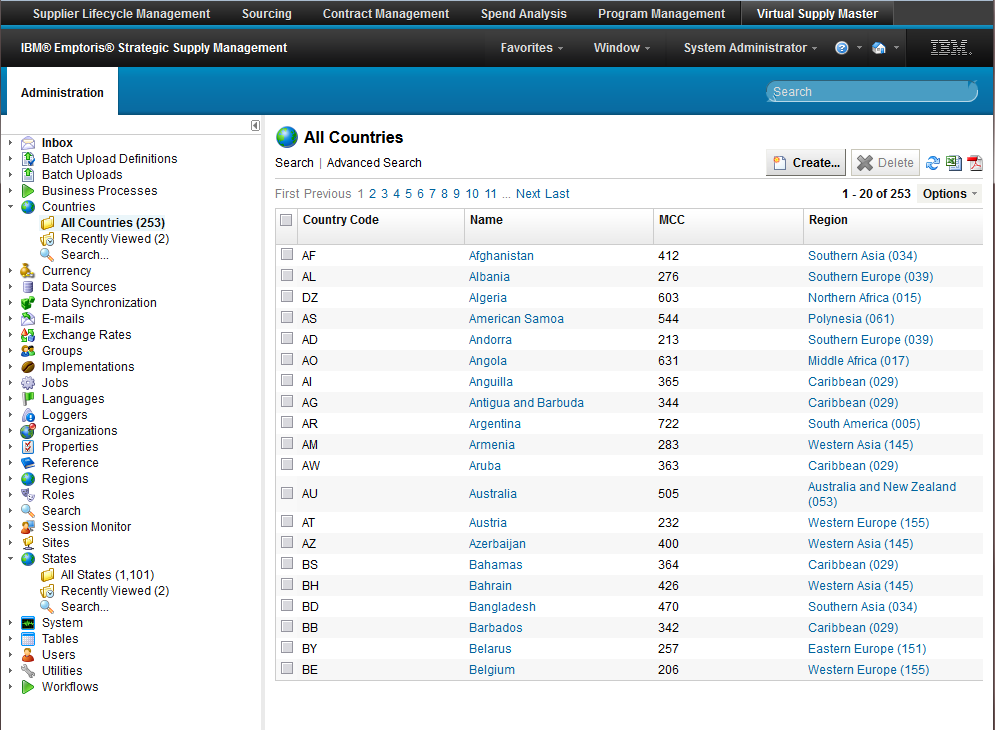 Supplier Lifecycle Management Sourcing Contract Management Spend Analysis Program Management Virtual Supply Master
IBM® Emptoris® Strategic Supply Management Favorites Window System Administrator ? IBM.
Administration Search
Inbox
Batch Upload Definitions
Batch Uploads
Business Processes
Countries
All Countries (253)
Recently Viewed (2)
Search...
Currency
Data Sources
Data Synchronization
E-mails
Exchange Rates
Groups
Implementations
Jobs
Languages
Loggers
Organizations
Properties
Reference
Regions
Roles
Search
Session Monitor
Sites
States
All States (1,101)
Recently Viewed (2)
Search...
System
Tables
Users
Utilities
Workflows
All Countries
Search | Advanced Search Create... Delete
First Previous 1 2 3 4 5 6 7 8 9 10 11 ... Next Last 1 - 20 of 253 Options
Country Code Name MCC Region
AF Afghanistan 412 Southern Asia (034)
AL Albania 276 Southern Europe (039)
DZ Algeria 603 Northern Africa (015)
AS American Samoa 544 Polynesia (061)
AD Andorra 213 Southern Europe (039)
AO Angola 631 Middle Africa (017)
AI Anguilla 365 Caribbean (029)
AG Antigua and Barbuda 344 Caribbean (029)
AR Argentina 722 South America (005)
AM Armenia 283 Western Asia (145)
AW Aruba 363 Caribbean (029)
AU Australia 505 Australia and New Zealand
(053)
AT Austria 232 Western Europe (155)
AZ Azerbaijan 400 Western Asia (145)
BS Bahamas 364 Caribbean (029)
BH Bahrain 426 Western Asia (145)
BD Bangladesh 470 Southern Asia (034)
BB Barbados 342 Caribbean (029)
BY Belarus 257 Eastern Europe (151)
BE Belgium 206 Western Europe (155)